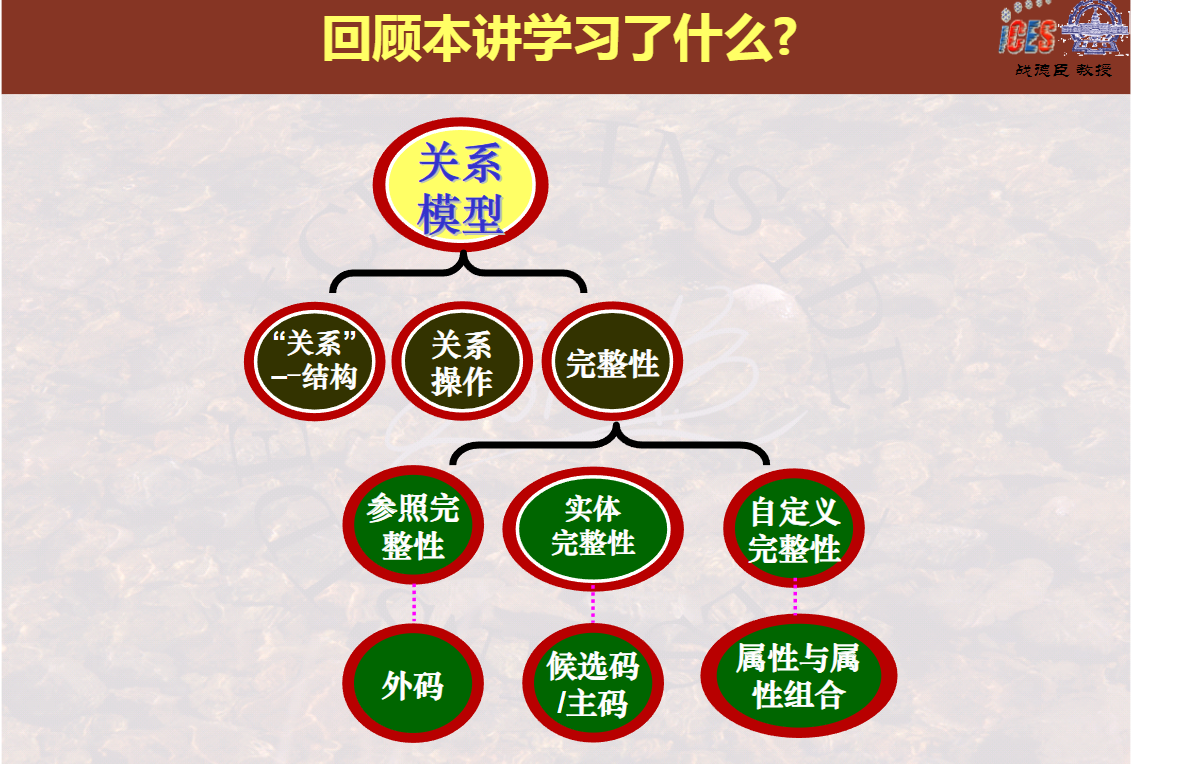 回顾本讲学习了什么?
iCES
战德臣 教授
关系
模型
“关系”
--结构
关系
操作
完整性
参照完
整性
实体
完整性
自定义
完整性
外码
候选码
/主码
属性与属
性组合